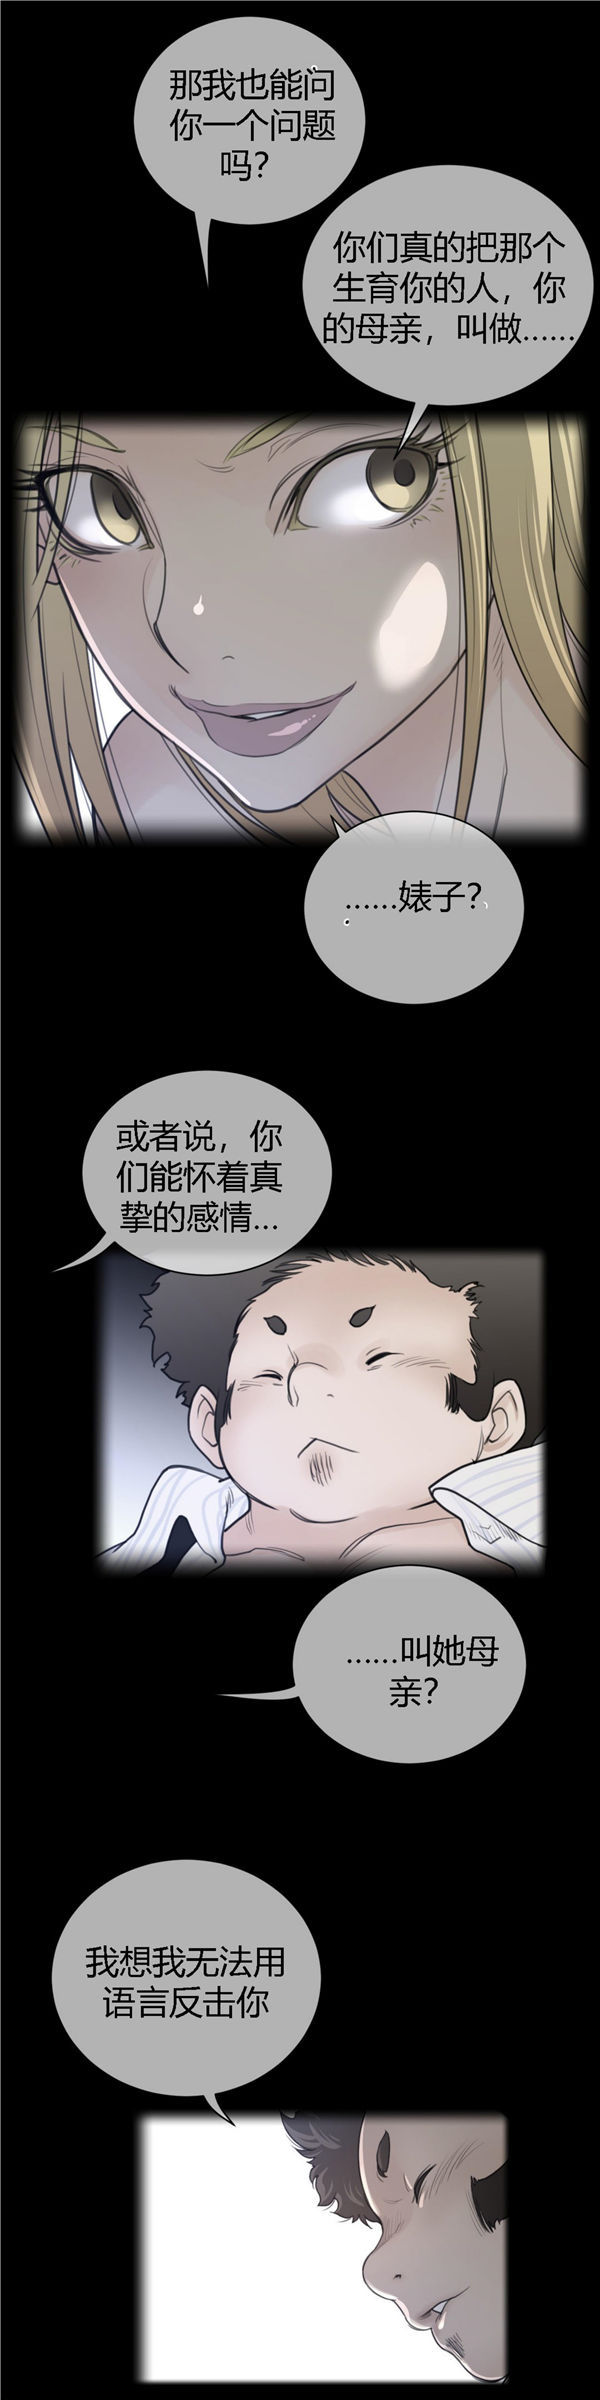 那我也能问
你一个问题
吗？
你们真的把那个
生育你的人，你
的母亲，叫做……
……婊子？
或者说，你
们能怀着真
挚的感情…
……叫她母
亲？
我想我无法用
语言反击你